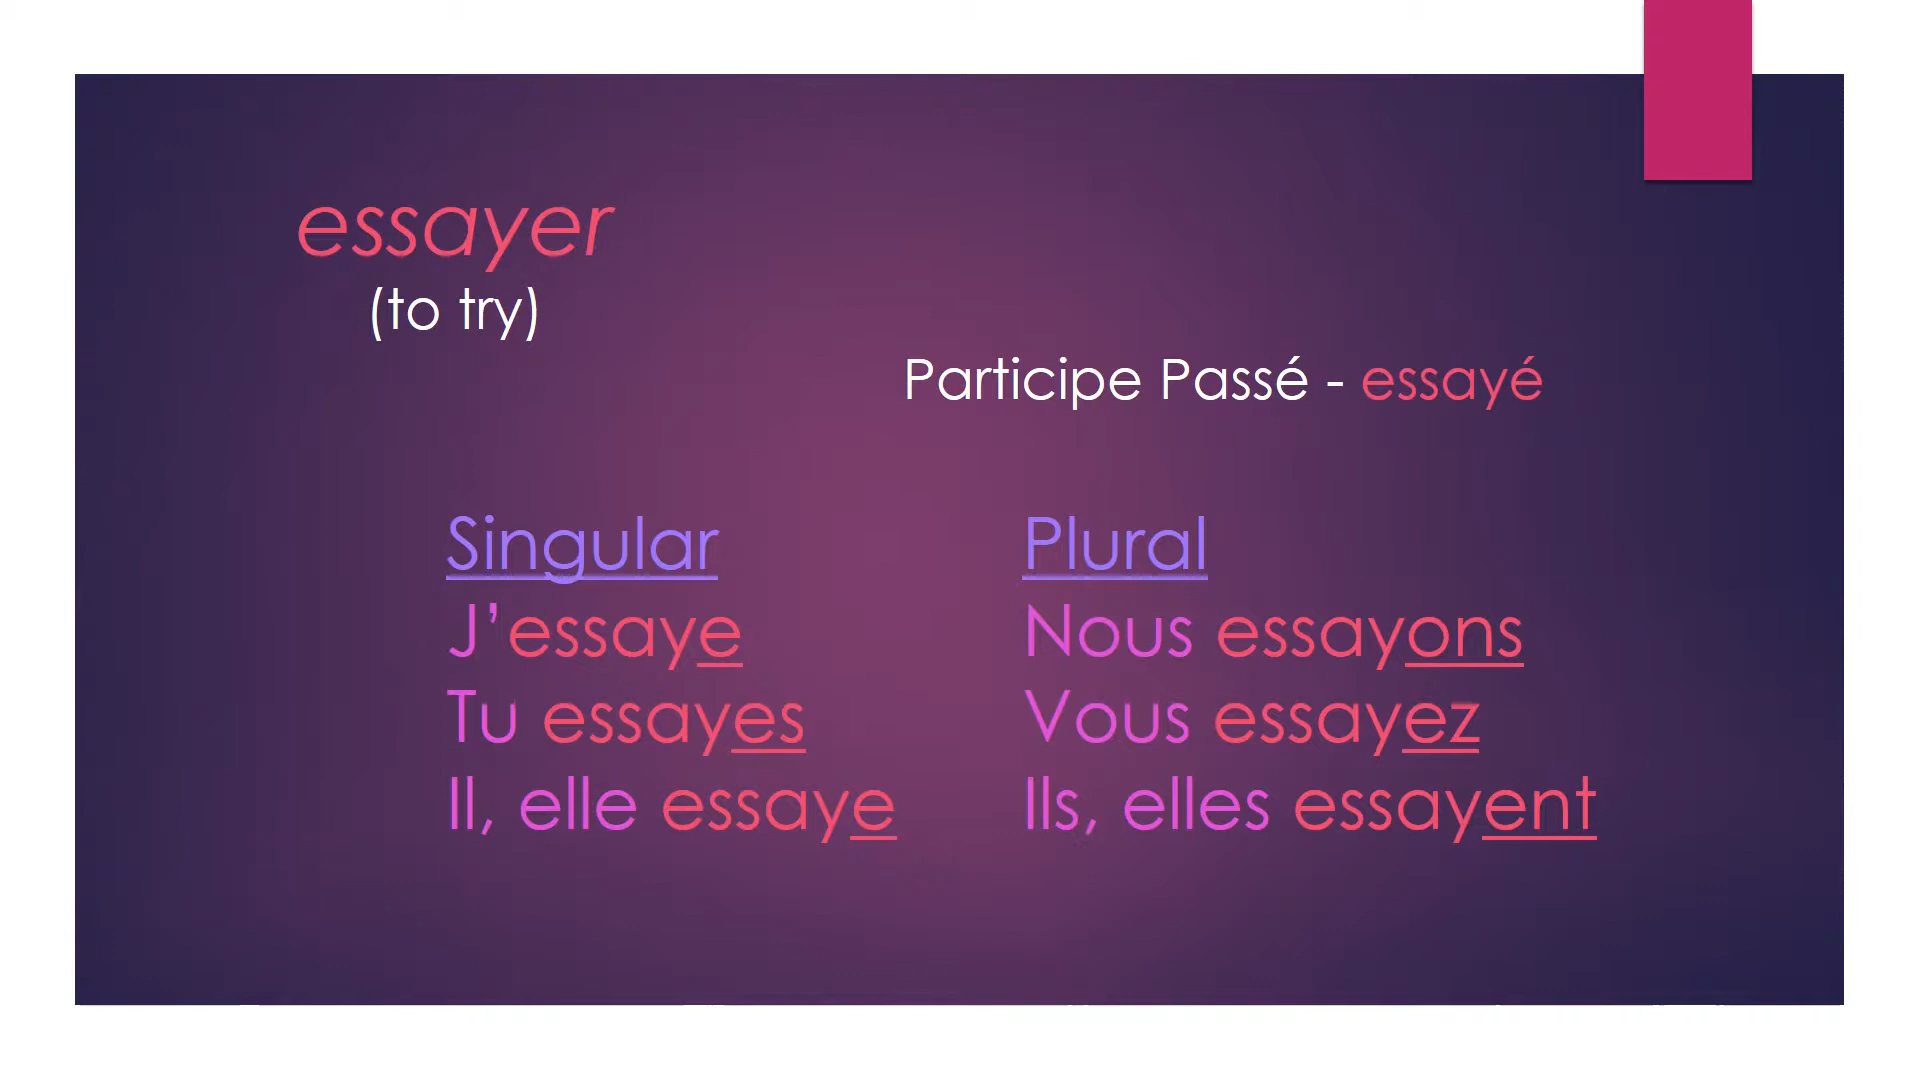 essayer
(to try)
Participe Passé - essayé
Singular
J’essaye
Tu essayes
Il, elle essaye
Plural
Nous essayons
Vous essayez
Ils, elles essayent